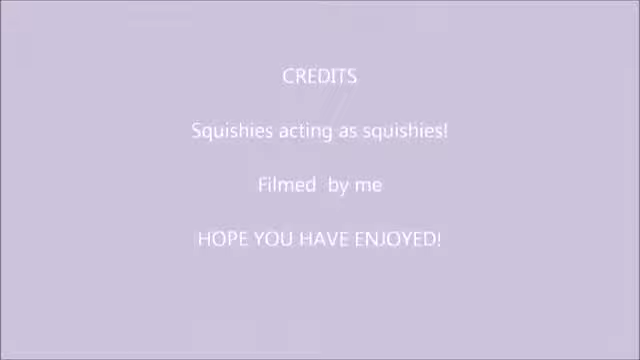 CREDITS
Squishies acting as squishies!
Filmed  by me
HOPE YOU HAVE ENJOYED!